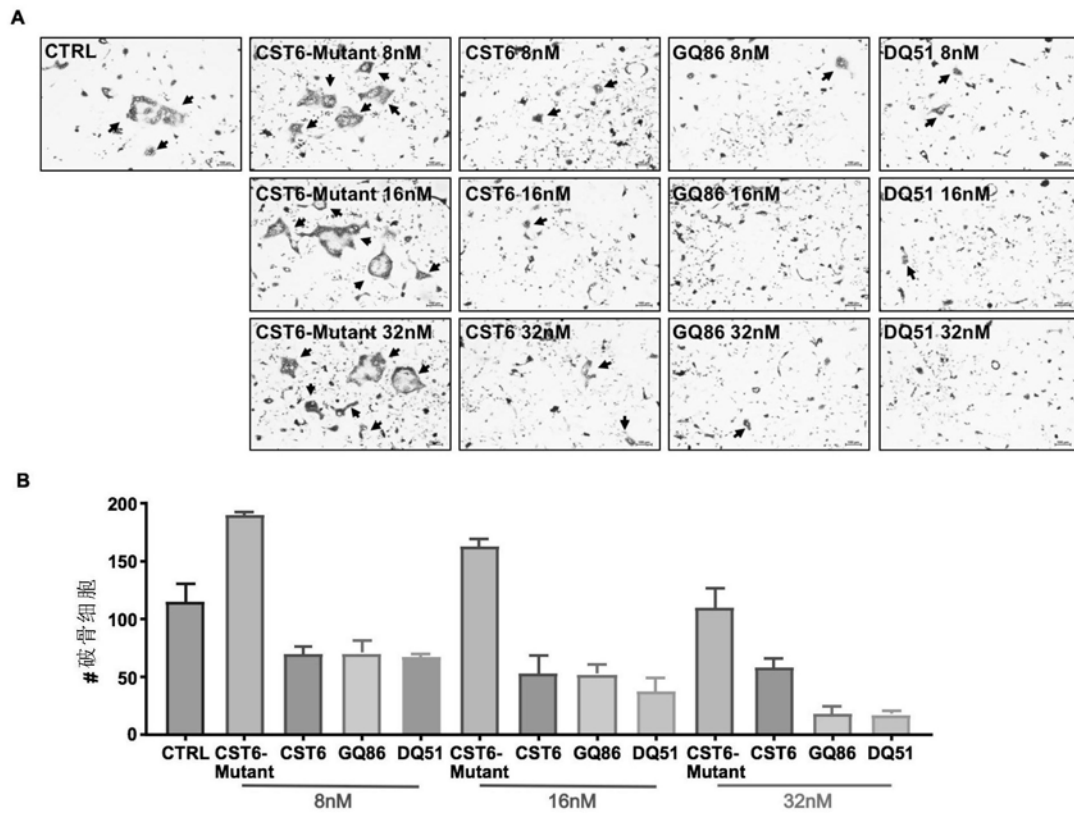 A
CTRL
CST6-Mutant 8nM
CST6 8nM
GQ86 8nM
DQ51 8nM
CST6-Mutant 16nM
CST6 16nM
GQ86 16nM
DQ51 16nM
CST6-Mutant 32nM
CST6 32nM
GQ86 32nM
DQ51 32nM
B
#破骨细胞
200
150
100
50
0
CTRL CST6-Mutant CST6 GQ86 DQ51 CST6-Mutant CST6 GQ86 DQ51 CST6-Mutant CST6 GQ86 DQ51
8nM 16nM 32nM